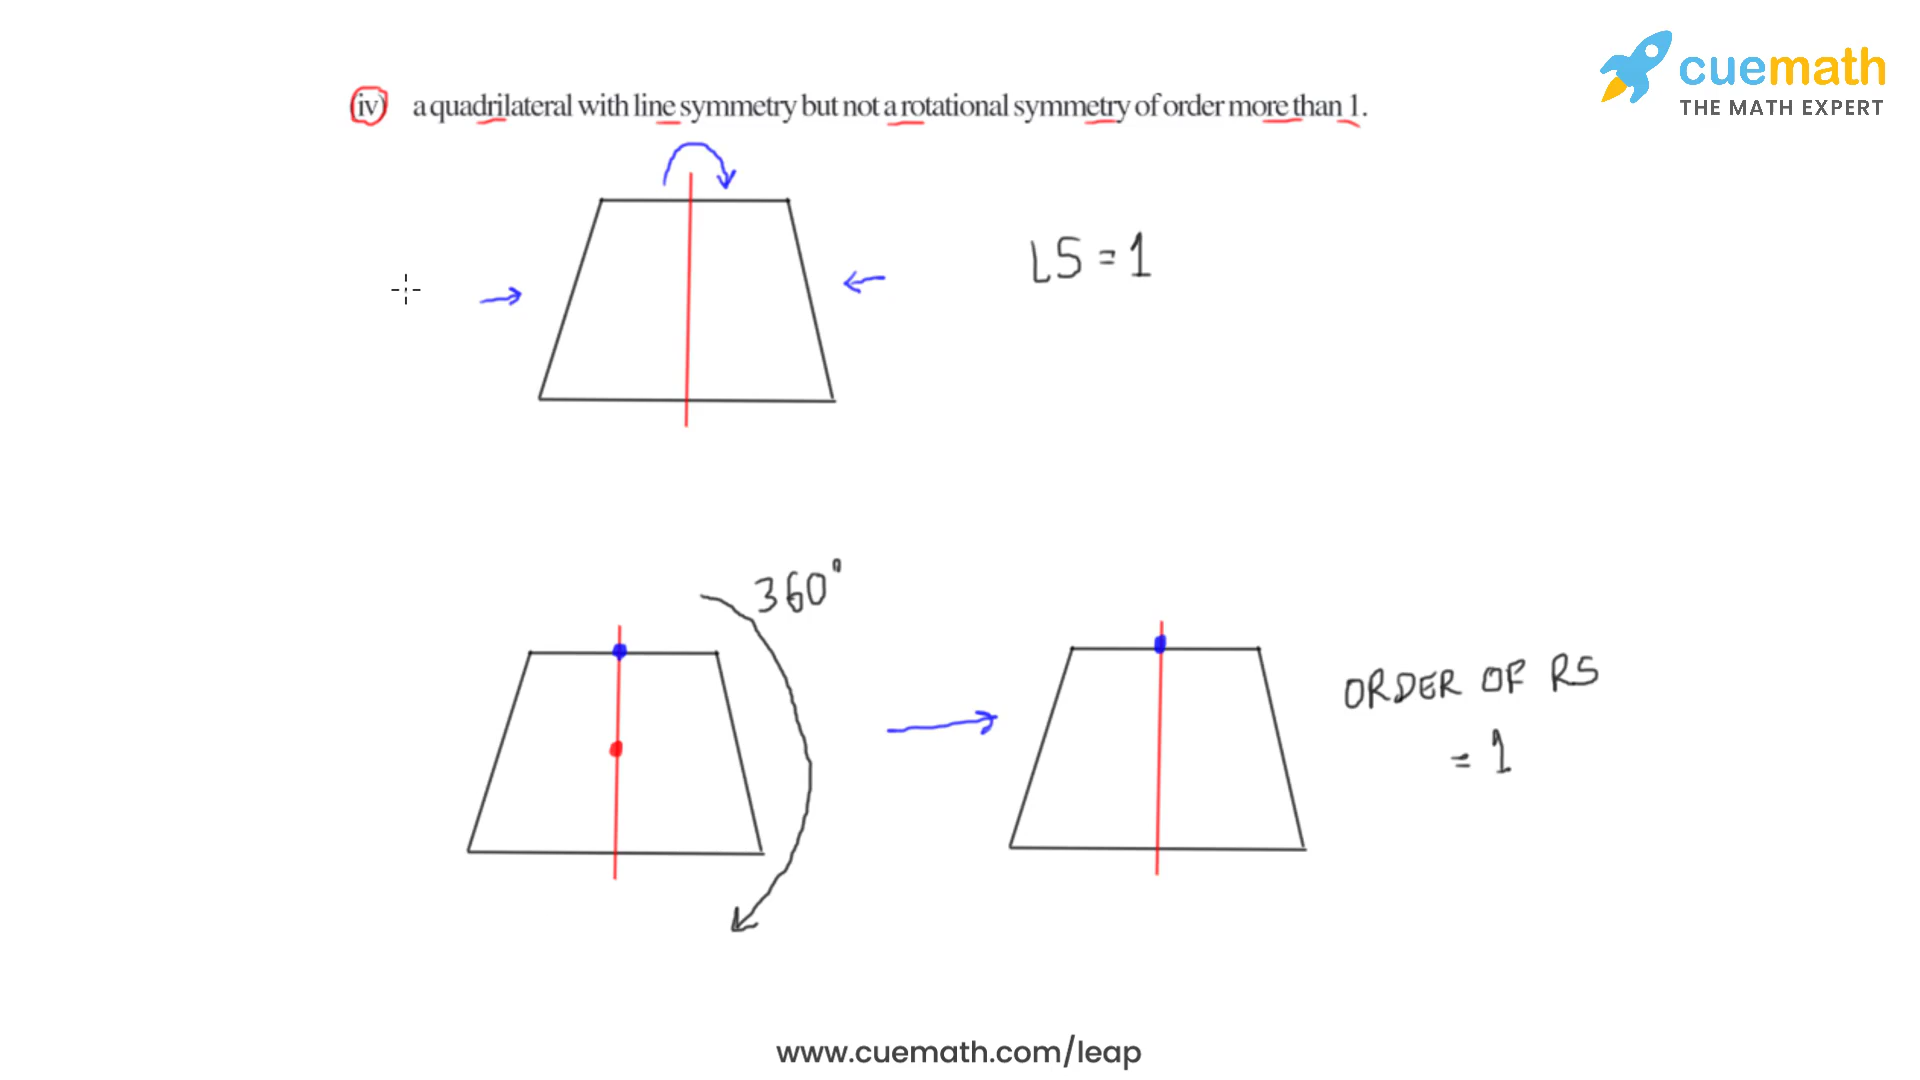 cuemath
THE MATH EXPERT
iv) a quadrilateral with line symmetry but not a rotational symmetry of order more than 1.
LS = 1
360°
ORDER OF RS
= 1
www.cuemath.com/leap